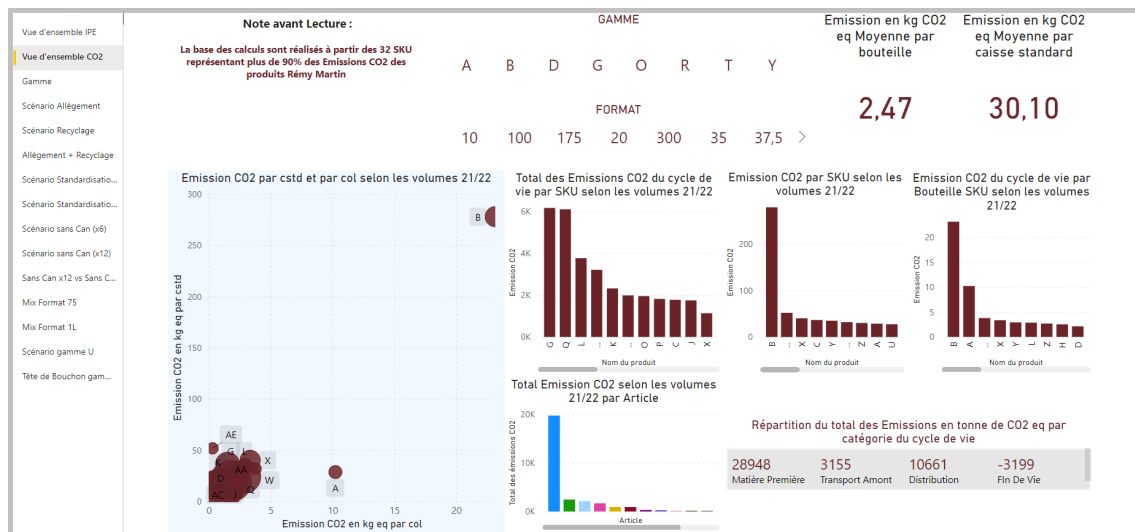 Vue d'ensemble IPE
Vue d'ensemble CO2
Gamme
Scénario Allégement
Scénario Recyclage
Allégement + Recyclage
Scénario Standardisatio...
Scénario Standardisatio...
Scénario sans Can (x6)
Scénario sans Can (x12)
Sans Can x12 vs Sans C...
Mix Format 75
Mix Format 1L
Scénario gamme U
Tête de Bouchon gam...
Note avant Lecture :
La base des calculs sont réalisés à partir des 32 SKU
représentant plus de 90% des Emissions CO2 des
produits Rémy Martin
GAMME
A B D G O R T Y
FORMAT
10 100 175 20 300 35 37,5
Emission en kg CO2
eq Moyenne par
bouteille
2,47
Emission en kg CO2
eq Moyenne par
caisse standard
30,10
Emission CO2 par cstd et par col selon les volumes 21/22
Emission CO2 en kg eq par cstd
300
250
200
150
100
50
0
B
AE
G L
K
X
AA
D
W
Q
AC J
A
0 5 10 15 20
Emission CO2 en kg eq par col
Total des Emissions CO2 du cycle de
vie par SKU selon les volumes 21/22
Emission CO2
6K
4K
2K
0K
G Q L ... K ... O P C J X
Nom du produit
Emission CO2 par SKU selon les
volumes 21/22
Emission CO2
200
0
B ... X C Y ... Z A U
Nom du produit
Emission CO2 du cycle de vie par
Bouteille SKU selon les volumes
21/22
Emission CO2
20
15
10
5
0
B A ... X Y L Z H D
Nom du produit
Total Emission CO2 selon les volumes
21/22 par Article
Total des émissions CO2
20K
10K
0K
Article
Répartition du total des Emissions en tonne de CO2 eq par
catégorie du cycle de vie
28948 3155 10661 -3199
Matière Première Transport Amont Distribution FIn De Vie